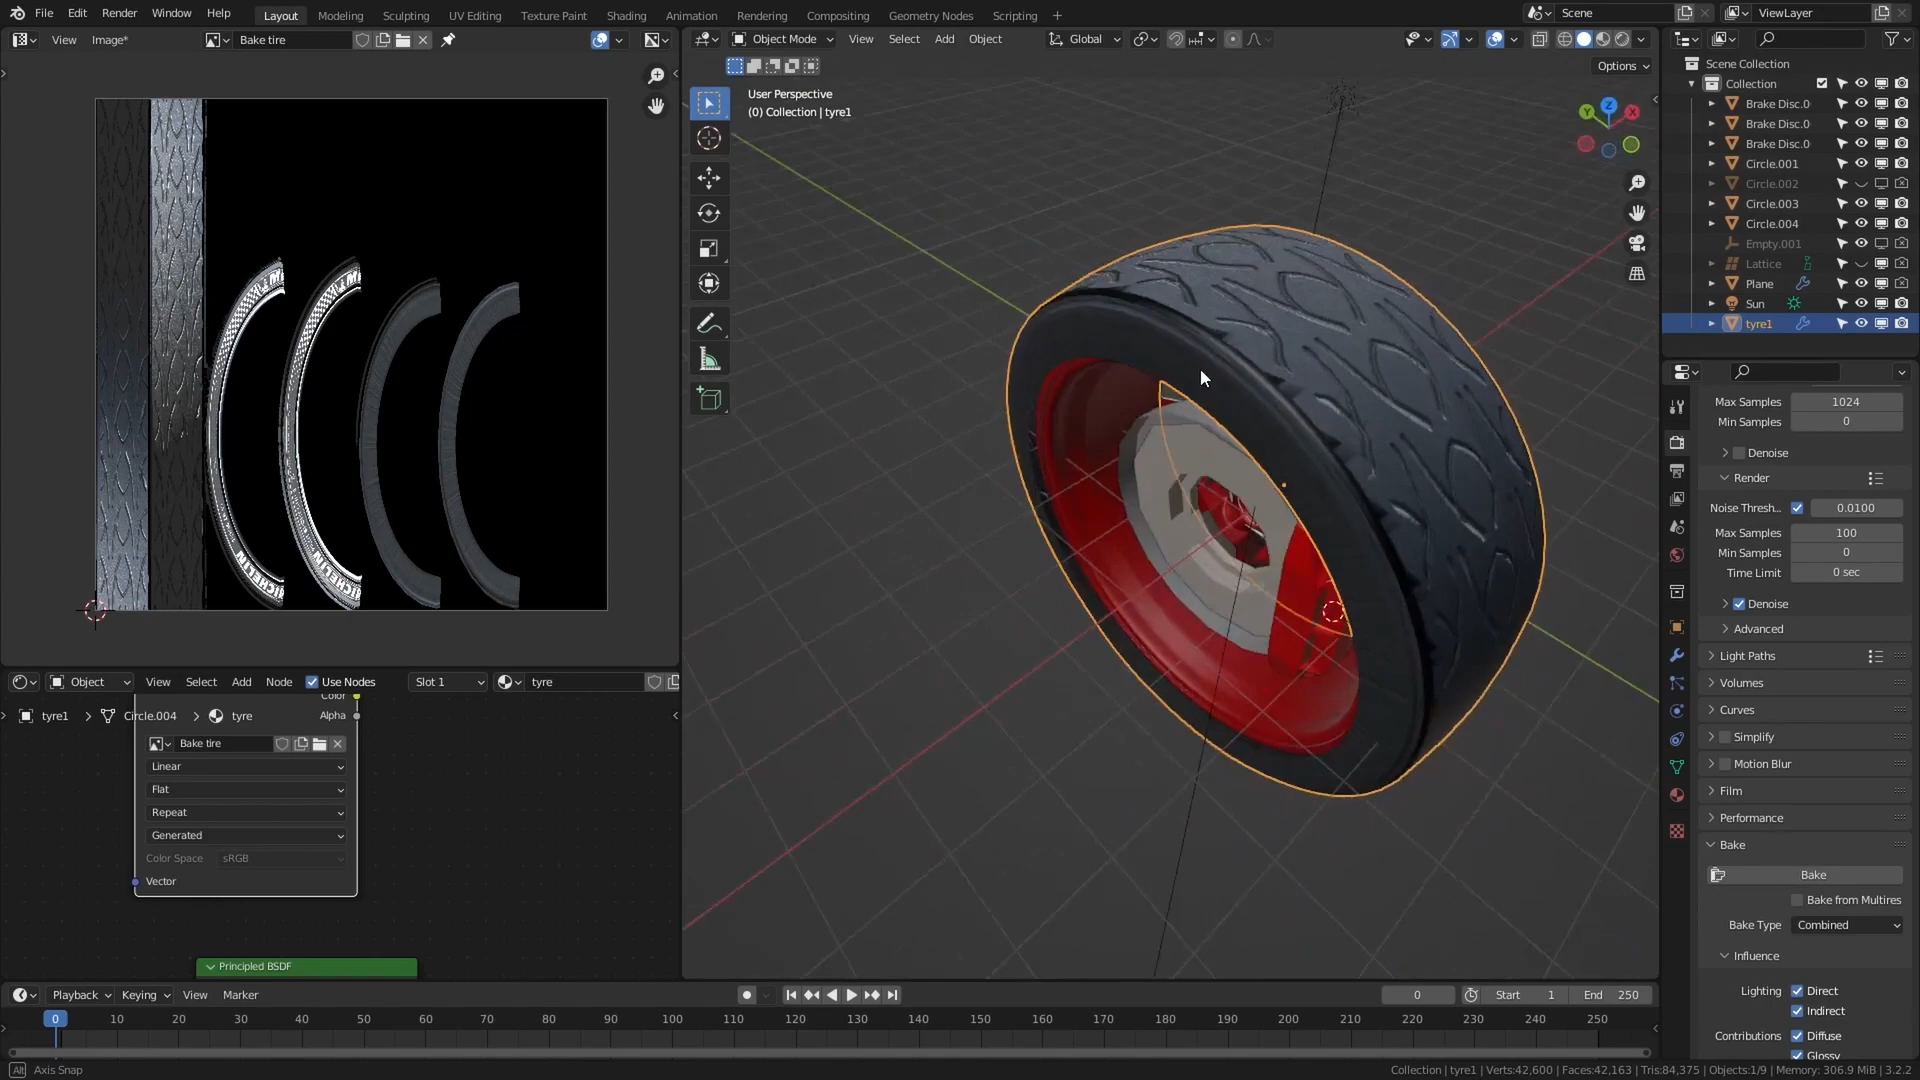 File Edit Render Window Help Layout Modeling Sculpting UV Editing Texture Paint Shading Animation Rendering Compositing Geometry Nodes Scripting + Scene ViewLayer
View Image* Bake tire
Object Mode View Select Add Object Global
Options
User Perspective
(0) Collection | tyre1
Y Z X
Scene Collection
Collection
Brake Disc.0
Brake Disc.0
Brake Disc.0
Circle.001
Circle.002
Circle.003
Circle.004
Empty.001
Lattice
Plane
Sun
tyre1
Max Samples 1024
Min Samples 0
Denoise
Render
Noise Thresh... 0.0100
Max Samples 100
Min Samples 0
Time Limit 0 sec
Denoise
Advanced
Light Paths
Volumes
Curves
Simplify
Motion Blur
Film
Performance
Bake
Bake
Bake from Multires
Bake Type Combined
Influence
Lighting Direct
Indirect
Contributions Diffuse
Glossy
Object View Select Add Node Use Nodes Slot 1 tyre
Color
tyre1 > Circle.004 > tyre
Alpha
Bake tire
Linear
Flat
Repeat
Generated
Color Space sRGB
Vector
Principled BSDF
Playback Keying View Marker 0 Start 1 End 250
0 10 20 30 40 50 60 70 80 90 100 110 120 130 140 150 160 170 180 190 200 210 220 230 240 250
Alt Axis Snap
Collection | tyre1 | Verts:42,600 | Faces:42,163 | Tris:84,375 | Objects:1/9 | Memory: 306.9 MiB | 3.2.2